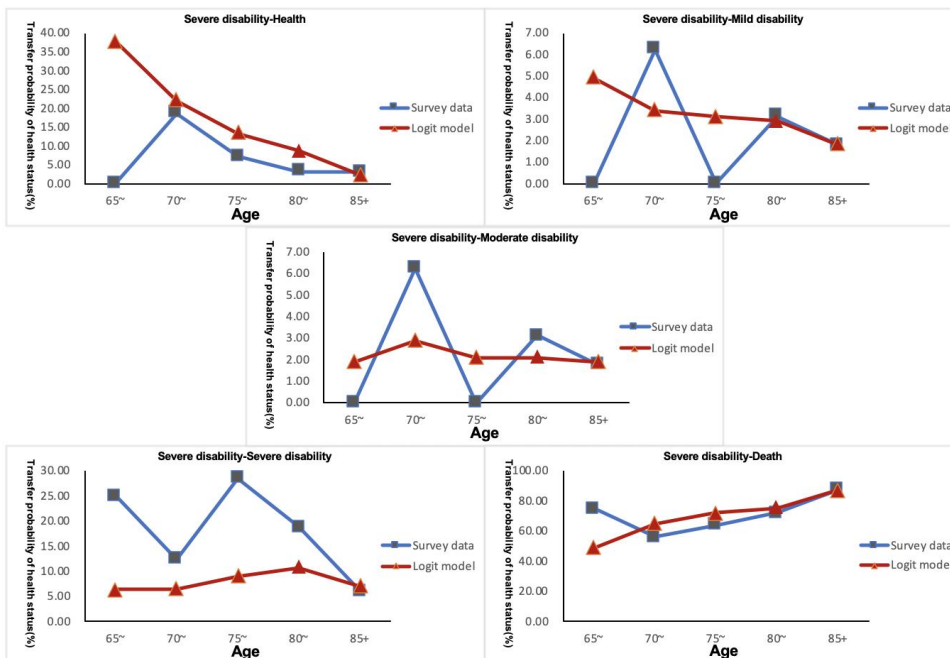 Severe disability-Health
Transfer probability of health status(%)
40.00
35.00
30.00
25.00
20.00
15.00
10.00
5.00
0.00
65~ 70~ 75~ 80~ 85+
Age
Survey data
Logit model
Severe disability-Mild disability
Transfer probability of health status(%)
7.00
6.00
5.00
4.00
3.00
2.00
1.00
0.00
65~ 70~ 75~ 80~ 85+
Age
Survey data
Logit model
Severe disability-Moderate disability
Transfer probability of health status(%)
7.00
6.00
5.00
4.00
3.00
2.00
1.00
0.00
65~ 70~ 75~ 80~ 85+
Age
Survey data
Logit model
Severe disability-Severe disability
Transfer probability of health status(%)
30.00
25.00
20.00
15.00
10.00
5.00
0.00
65~ 70~ 75~ 80~ 85+
Age
Survey data
Logit model
Severe disability-Death
Transfer probability of health status(%)
100.00
80.00
60.00
40.00
20.00
0.00
65~ 70~ 75~ 80~ 85+
Age
Survey data
Logit model